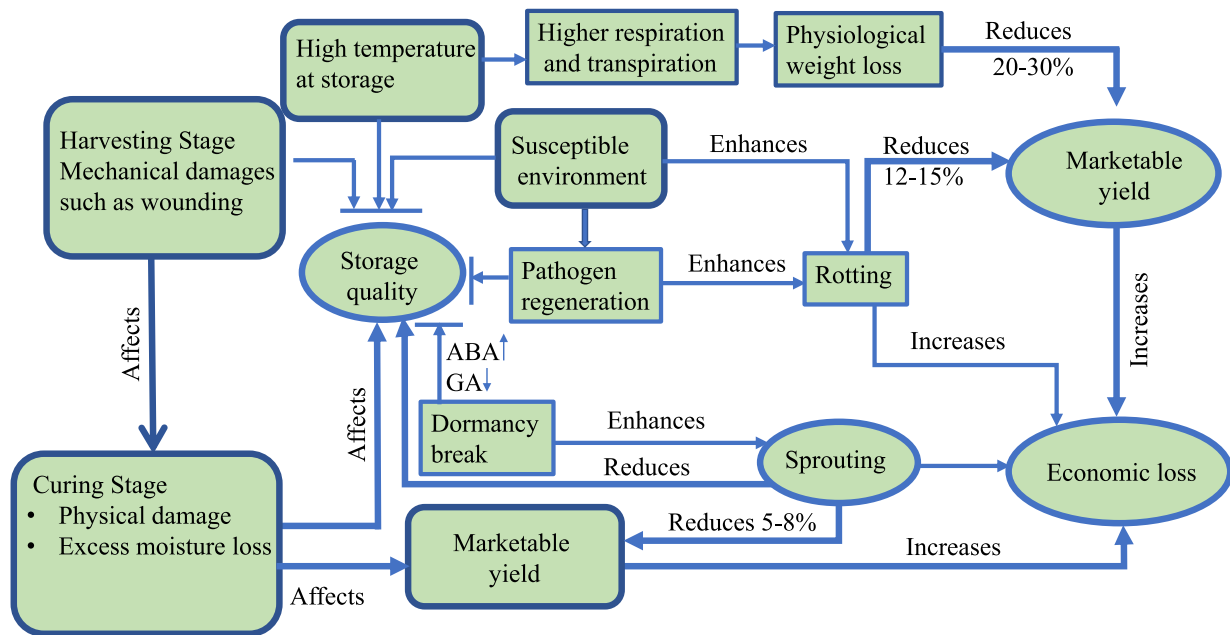 High temperature
at storage
Higher respiration
and transpiration
Physiological
weight loss
Reduces
20-30%
Harvesting Stage
Mechanical damages
such as wounding
Susceptible
environment
Enhances
Reduces
12-15%
Marketable
yield
Storage
quality
Pathogen
regeneration
Enhances
Rotting
Affects
ABA↑
GA↓
Affects
Increases
Increases
Dormancy
break
Enhances
Reduces
Sprouting
Economic loss
Curing Stage
• Physical damage
• Excess moisture loss
Reduces 5-8%
Marketable
yield
Increases
Affects